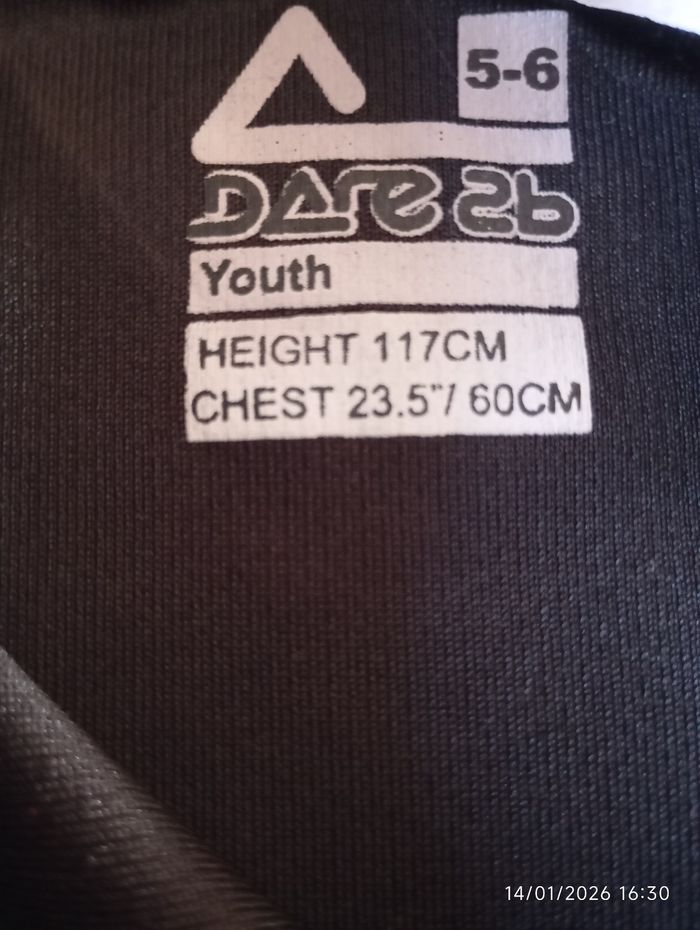 5-6
DARE 2b
Youth
HEIGHT 117CM
CHEST 23.5"/ 60CM
14/01/2026 16:30